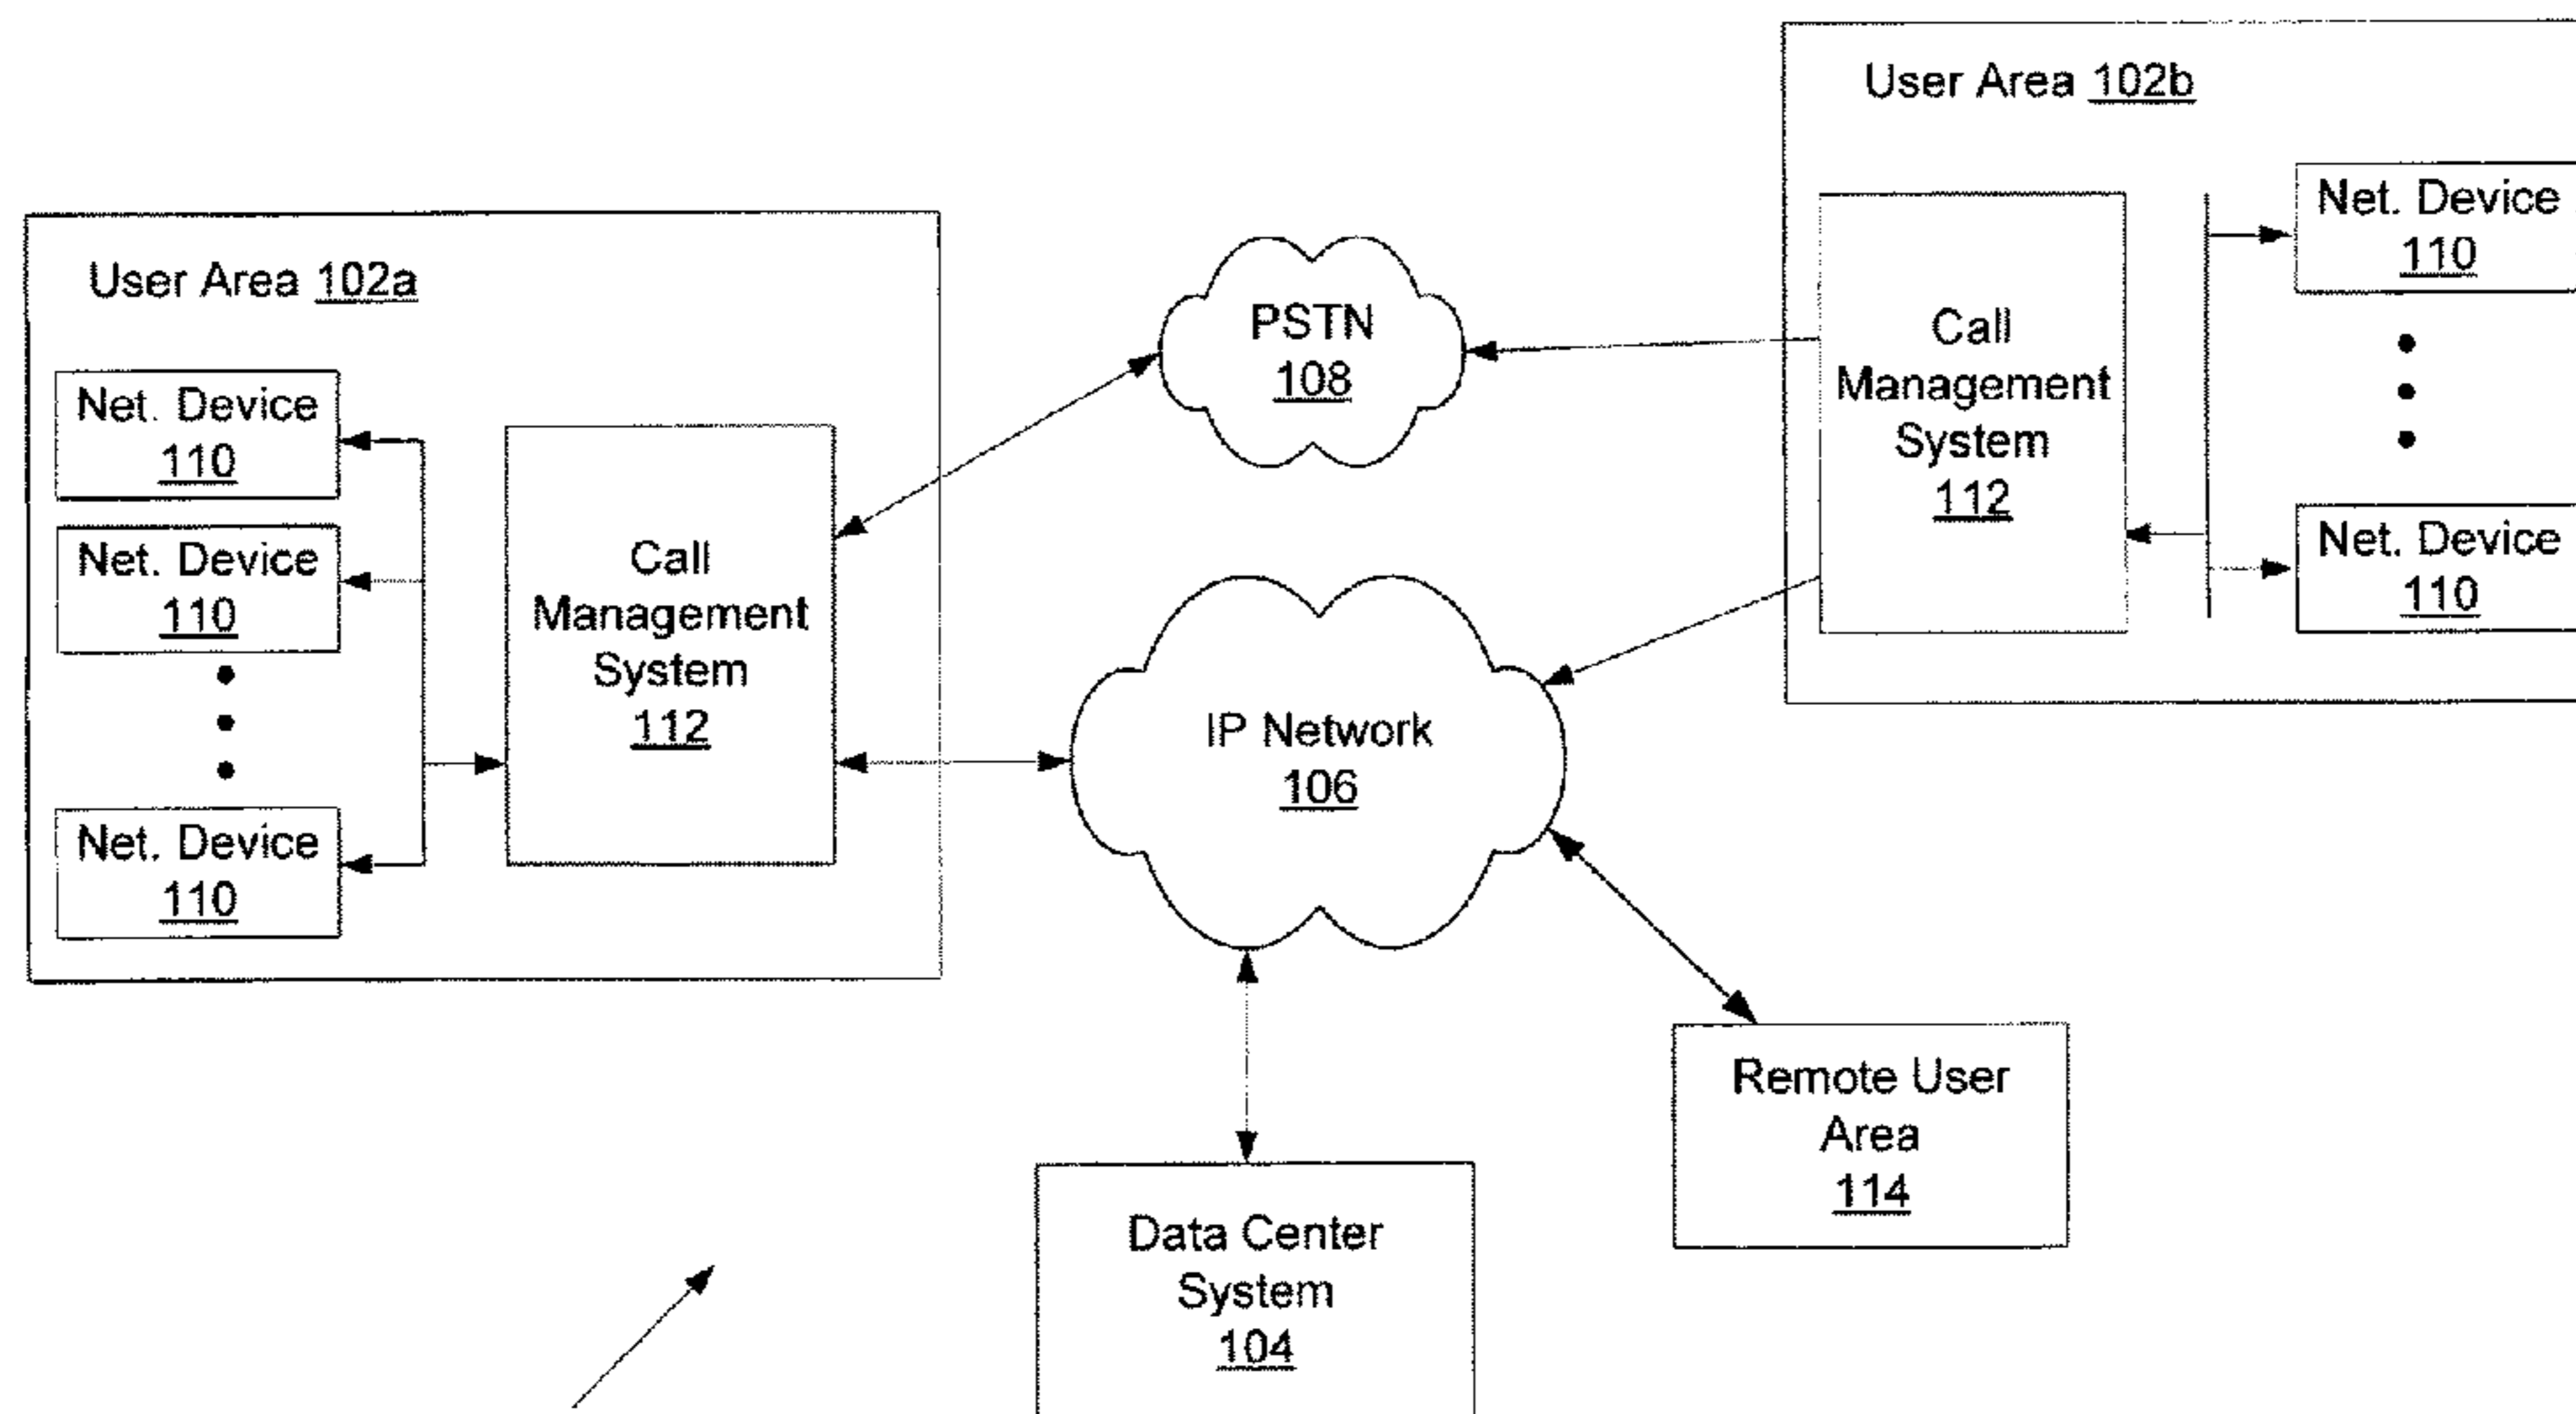 User Area 102b
Net. Device
110
Call
Management
System
112
Net. Device
110
User Area 102a
Net. Device
110
Net. Device
110
Net. Device
110
Call
Management
System
112
PSTN
108
IP Network
106
Remote User
Area
114
Data Center
System
104